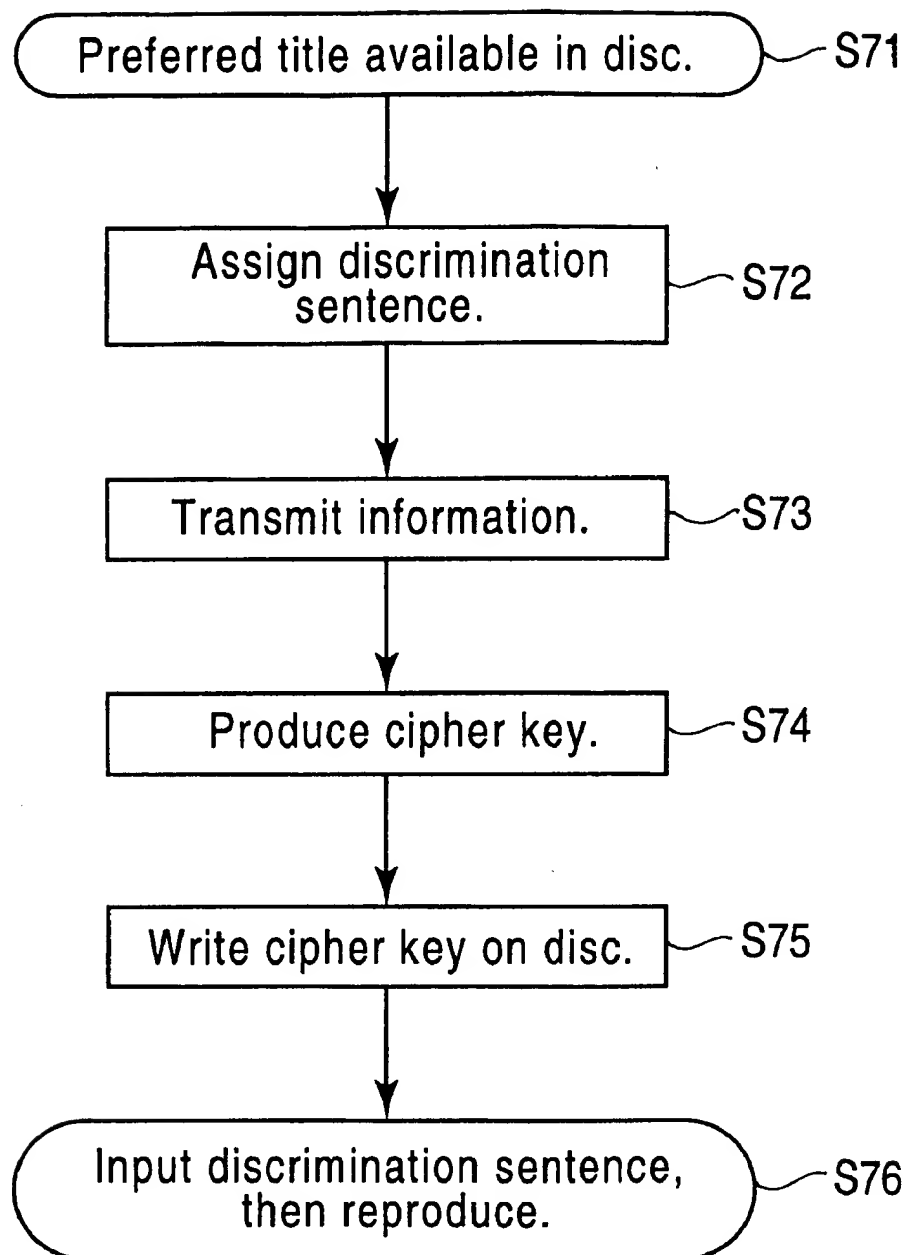 Preferred title available in disc. S71
Assign discrimination
sentence.
S72
Transmit information. S73
Produce cipher key. S74
Write cipher key on disc. S75
Input discrimination sentence,
then reproduce.
S76